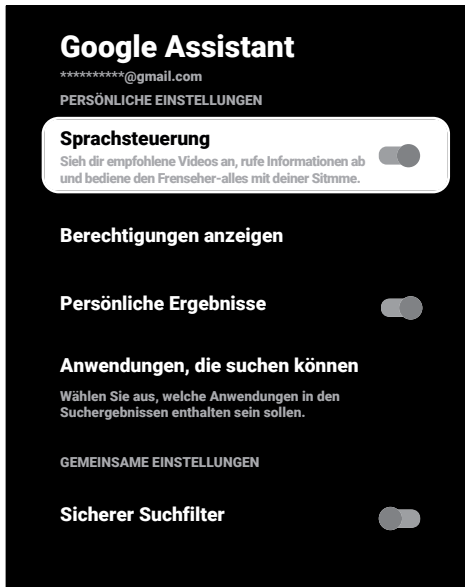 Google Assistant
**********@gmail.com
PERSÖNLICHE EINSTELLUNGEN
Sprachsteuerung
Sieh dir empfohlene Videos an, rufe Informationen ab
und bediene den Frenseher-alles mit deiner Sitmme.
Berechtigungen anzeigen
Persönliche Ergebnisse
Anwendungen, die suchen können
Wählen Sie aus, welche Anwendungen in den
Suchergebnissen enthalten sein sollen.
GEMEINSAME EINSTELLUNGEN
Sicherer Suchfilter